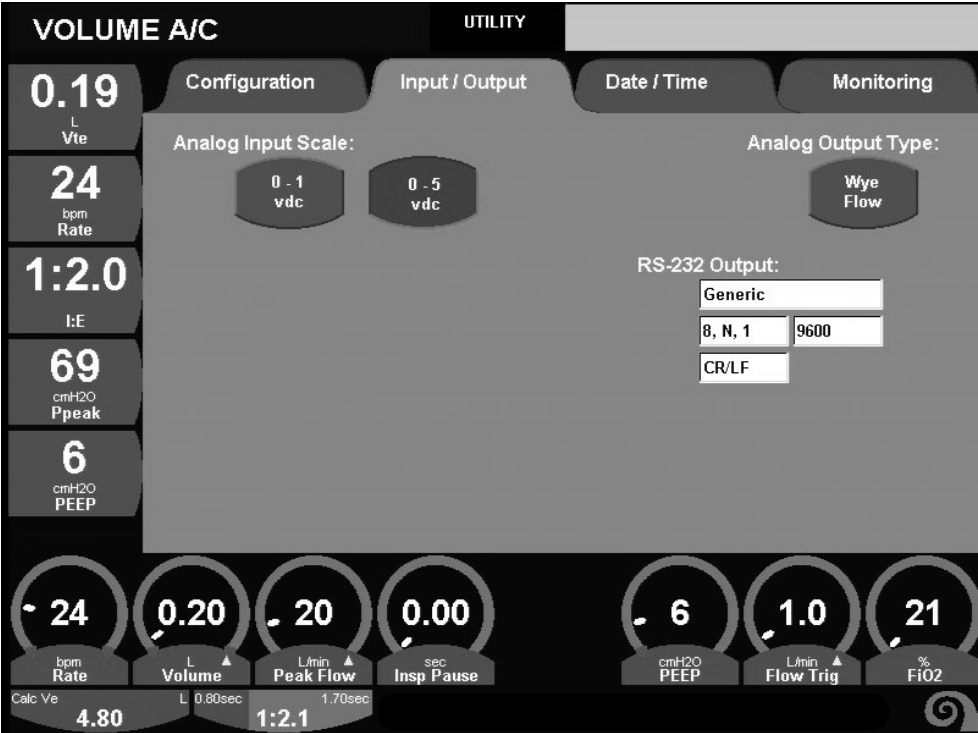 VOLUME A/C
UTILITY
Configuration
Input / Output
Date / Time
Monitoring
0.19
L
Vte
24
bpm
Rate
1:2.0
I:E
69
cmH2O
Ppeak
6
cmH2O
PEEP
Analog Input Scale:
0 - 1
vdc
0 - 5
vdc
Analog Output Type:
Wye
Flow
RS-232 Output:
Generic
8, N, 1
9600
CR/LF
24
bpm
Rate
0.20
L
Volume
20
L/min
Peak Flow
0.00
sec
Insp Pause
6
cmH2O
PEEP
1.0
L/min
Flow Trig
21
%
FiO2
Calc Ve L
4.80
0.80sec 1.70sec
1:2.1